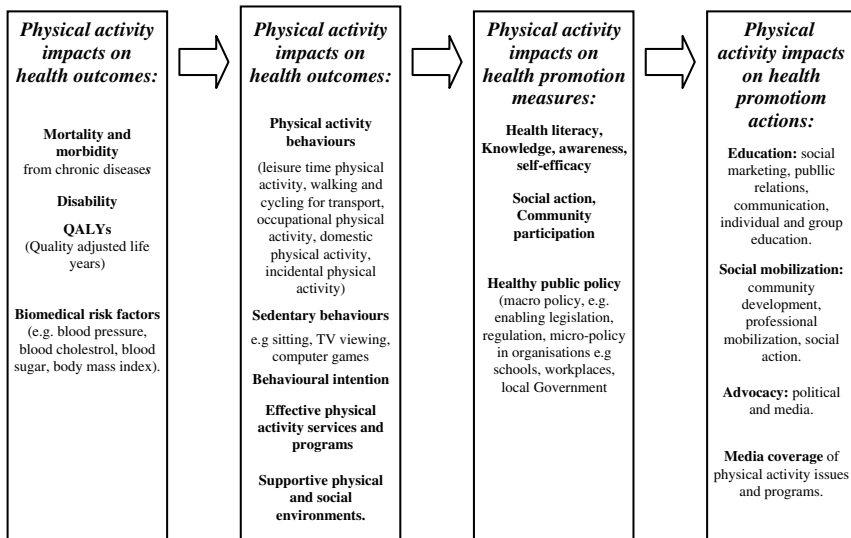 Physical activity
impacts on
health outcomes:
Mortality and
morbidity
from chronic diseases
Disability
QALYs
(Quality adjusted life
years)
Biomedical risk factors
(e.g. blood pressure,
blood cholestrol, blood
sugar, body mass index).
Physical activity
impacts on
health outcomes:
Physical activity
behaviours
(leisure time physical
activity, walking and
cycling for transport,
occupational physical
activity, domestic
physical activity,
incidental physical
activity)
Sedentary behaviours
e.g sitting, TV viewing,
computer games
Behavioural intention
Effective physical
activity services and
programs
Supportive physical
and social
environments.
Physical activity
impacts on
health promotion
measures:
Health literacy,
Knowledge, awareness,
self-efficacy
Social action,
Community
participation
Healthy public policy
(macro policy, e.g.
enabling legislation,
regulation, micro-policy
in organisations e.g
schools, workplaces,
local Government
Physical
activity impacts
on health
promotiom
actions:
Education: social
marketing, publlic
relations,
communication,
individual and group
education.
Social mobilization:
community
development,
professional
mobilization, social
action.
Advocacy: political
and media.
Media coverage of
physical activity issues
and programs.